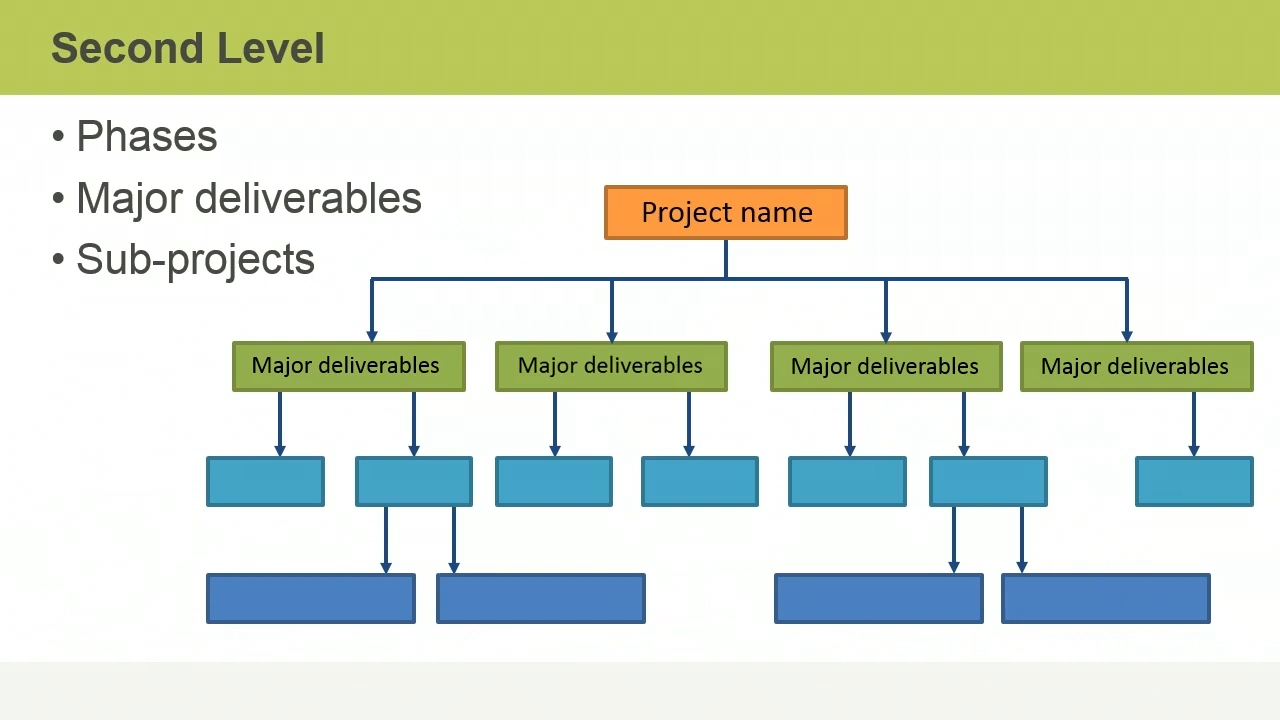 Second Level
• Phases
• Major deliverables
• Sub-projects
Project name
Major deliverables
Major deliverables
Major deliverables
Major deliverables